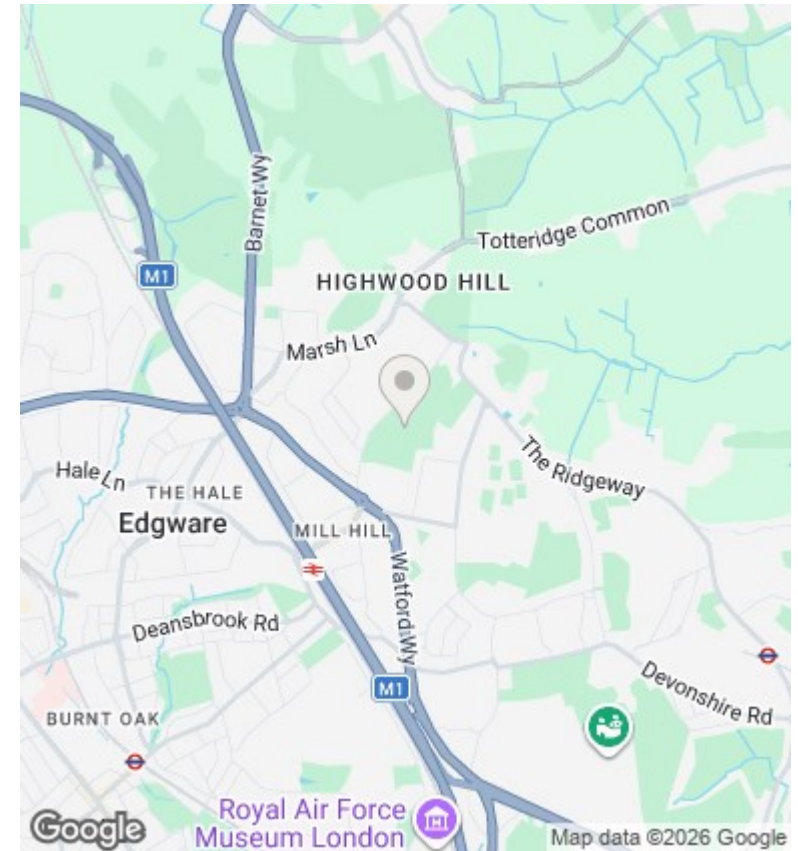 Barnet Wy
Totteridge Common
M1
HIGHWOOD HILL
Marsh Ln
The Ridgeway
Hale Ln
THE HALE
Edgware
MILL HILL
Watford Wy
Deansbrook Rd
M1
Devonshire Rd
BURNT OAK
Royal Air Force
Museum London
Google
Map data ©2026 Google